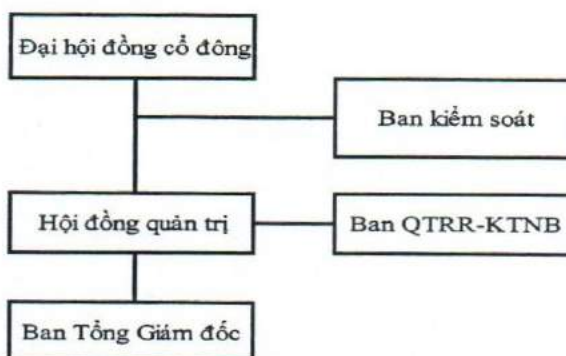 Đại hội đồng cổ đông
Ban kiểm soát
Hội đồng quản trị
Ban QTRR-KTNB
Ban Tổng Giám đốc